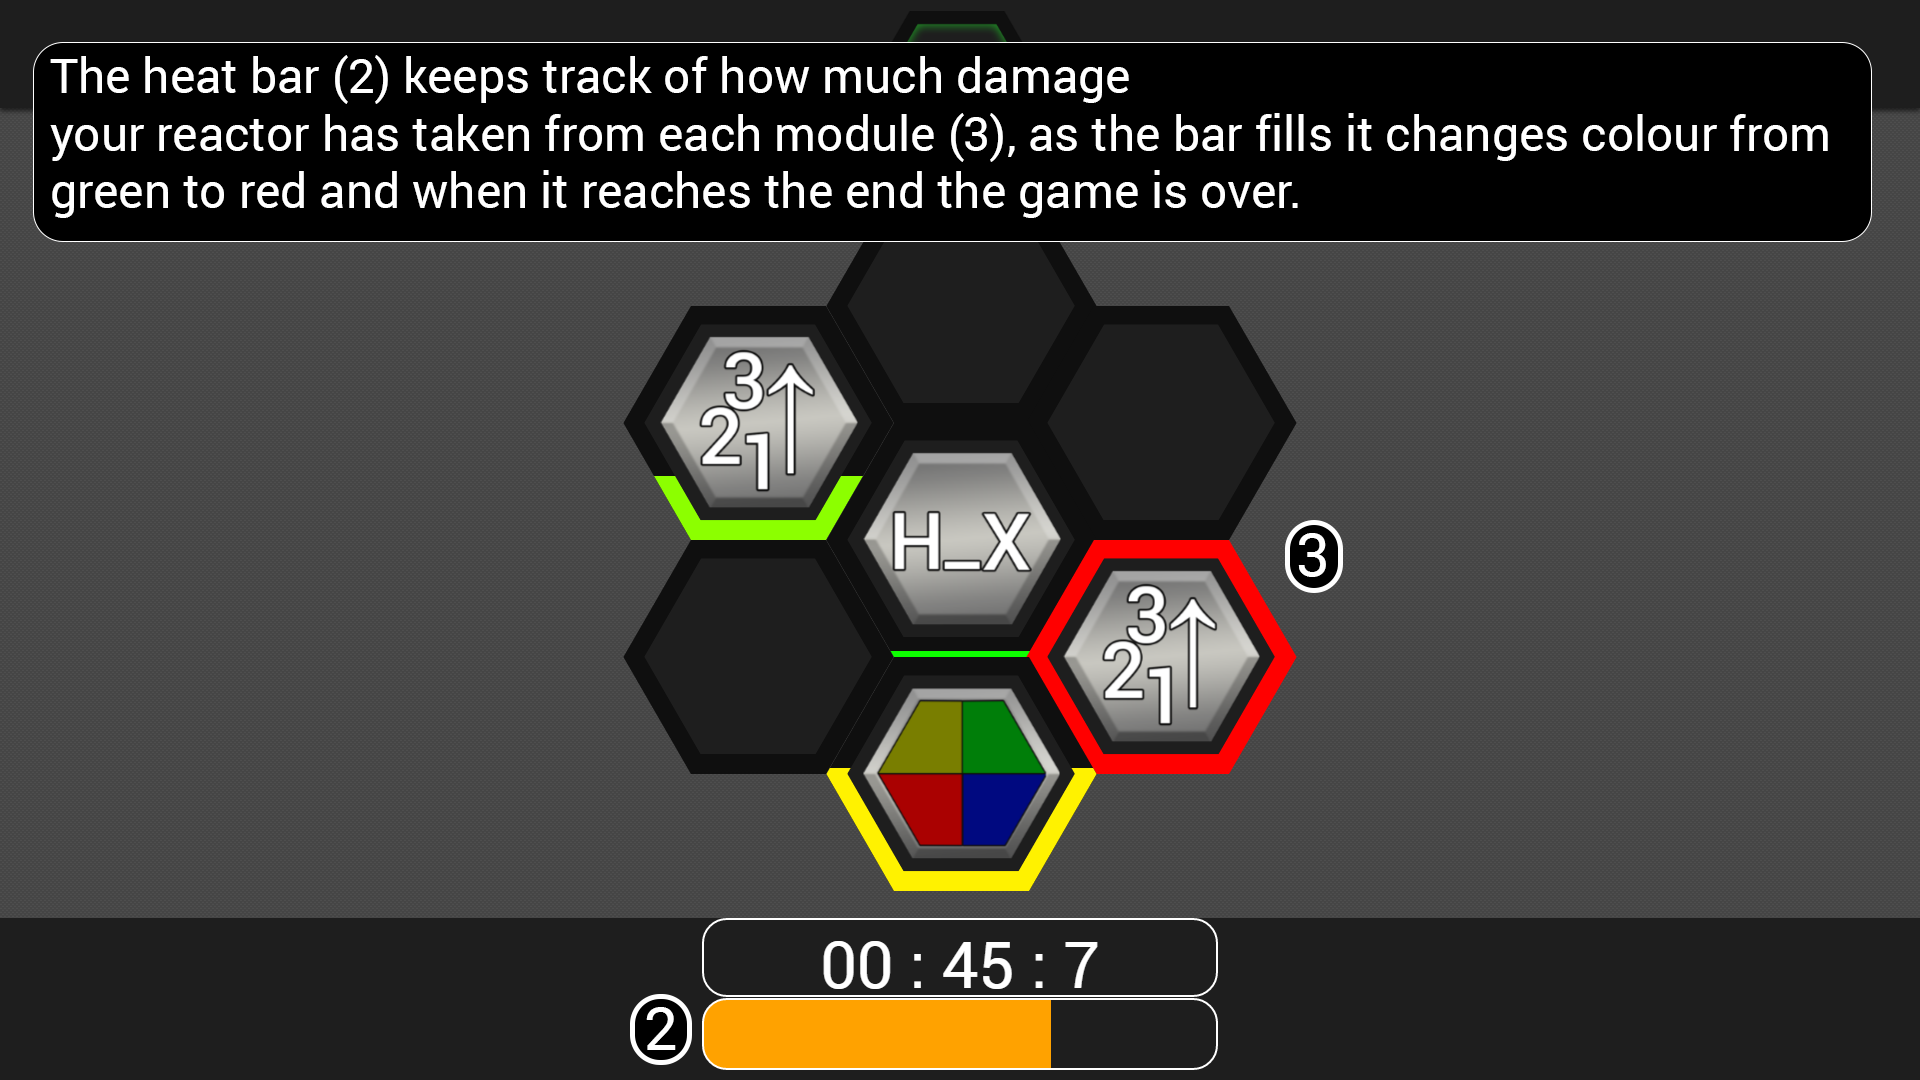 The heat bar (2) keeps track of how much damage
your reactor has taken from each module (3), as the bar fills it changes colour from
green to red and when it reaches the end the game is over.
3
2
1
H_X
3
3
2
1
00 : 45 : 7
2